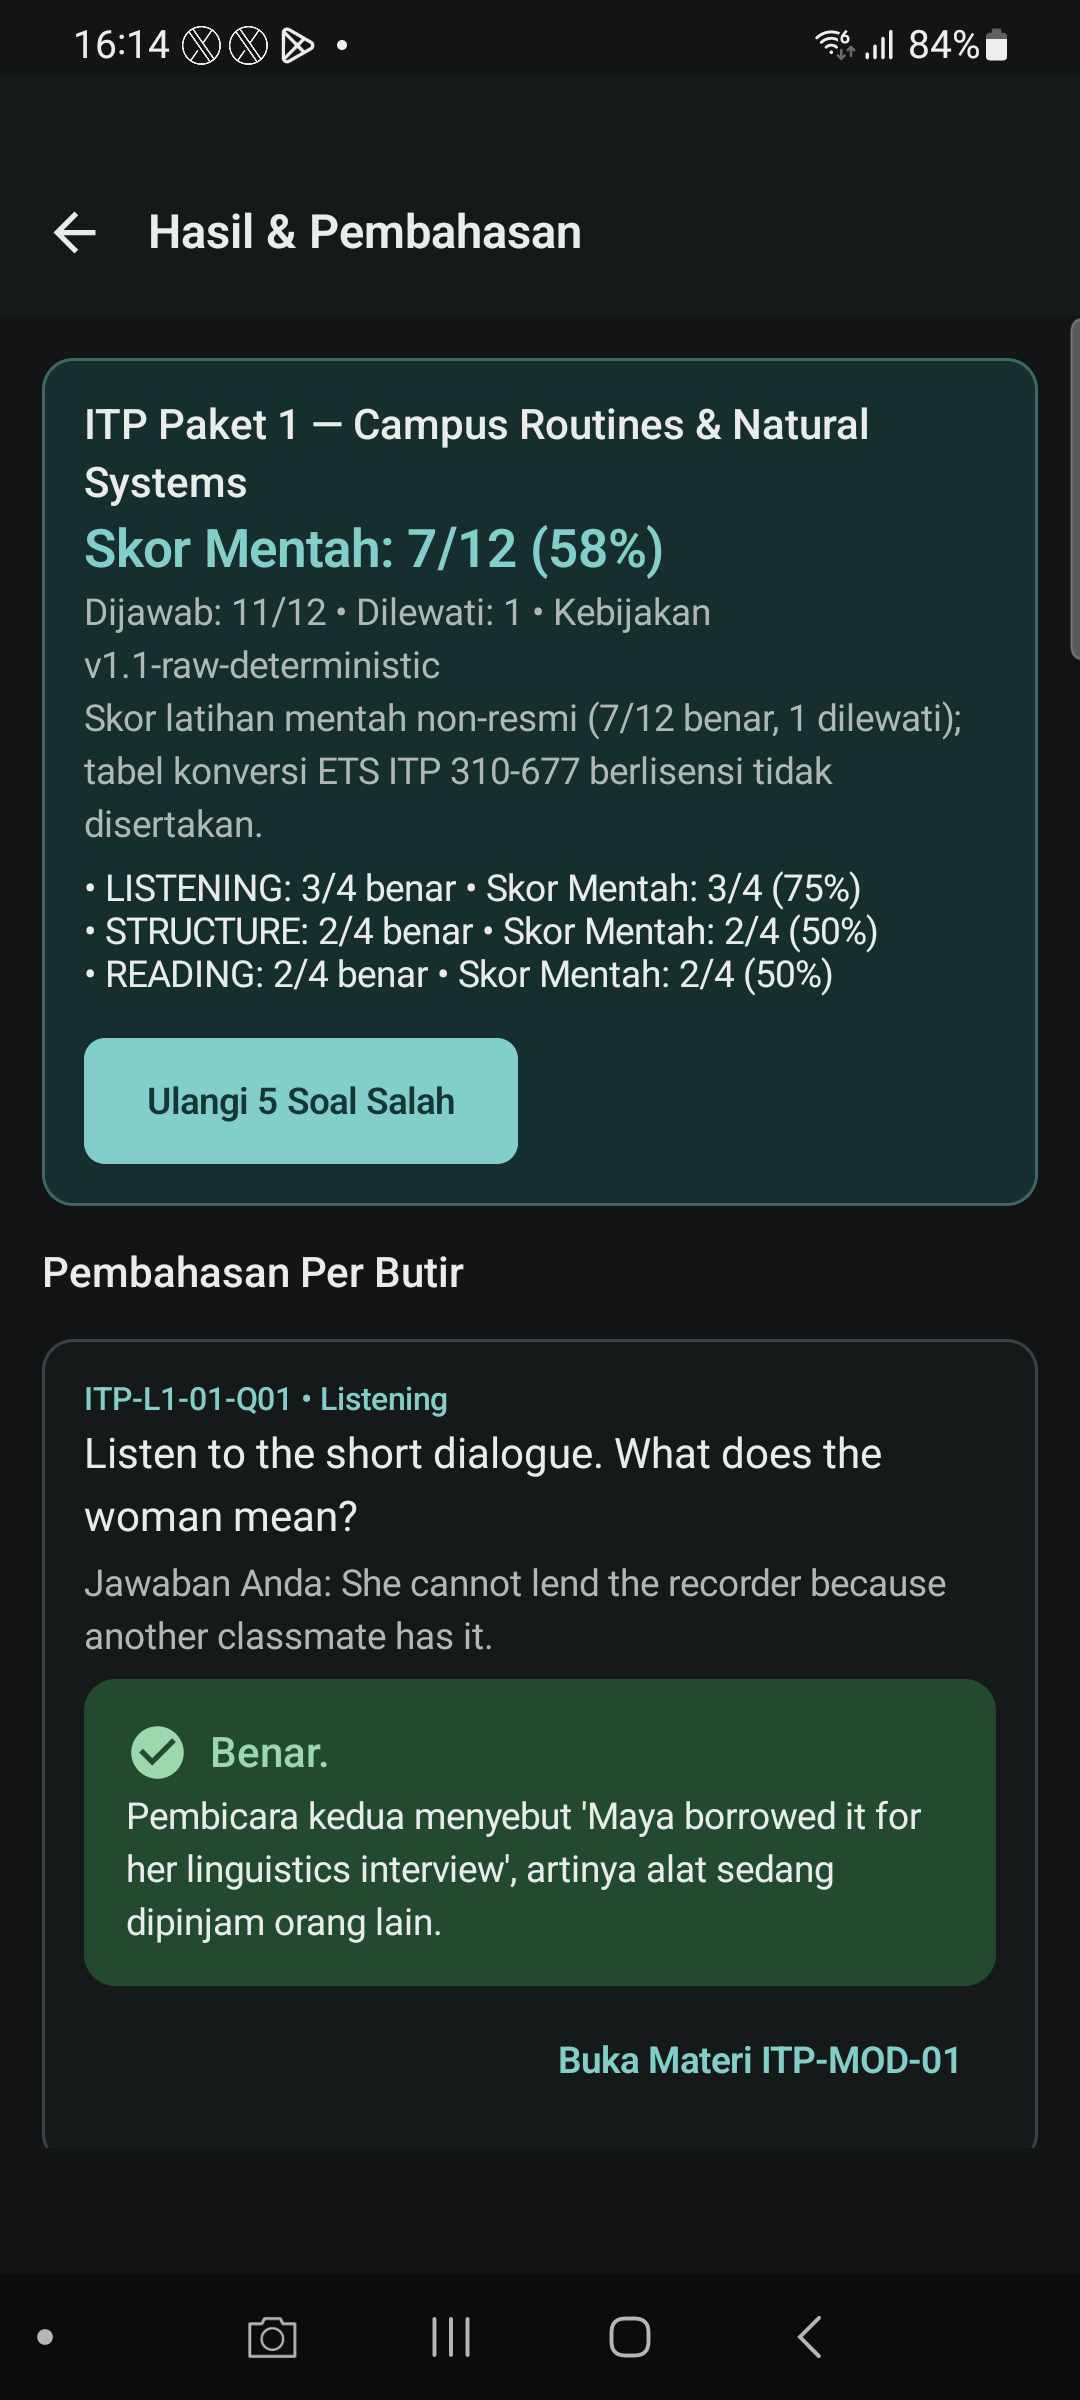 16:14
84%
Hasil & Pembahasan
ITP Paket 1 — Campus Routines & Natural
Systems
Skor Mentah: 7/12 (58%)
Dijawab: 11/12 • Dilewati: 1 • Kebijakan
v1.1-raw-deterministic
Skor latihan mentah non-resmi (7/12 benar, 1 dilewati);
tabel konversi ETS ITP 310-677 berlisensi tidak
disertakan.
• LISTENING: 3/4 benar • Skor Mentah: 3/4 (75%)
• STRUCTURE: 2/4 benar • Skor Mentah: 2/4 (50%)
• READING: 2/4 benar • Skor Mentah: 2/4 (50%)
Ulangi 5 Soal Salah
Pembahasan Per Butir
ITP-L1-01-Q01 • Listening
Listen to the short dialogue. What does the
woman mean?
Jawaban Anda: She cannot lend the recorder because
another classmate has it.
Benar.
Pembicara kedua menyebut 'Maya borrowed it for
her linguistics interview', artinya alat sedang
dipinjam orang lain.
Buka Materi ITP-MOD-01